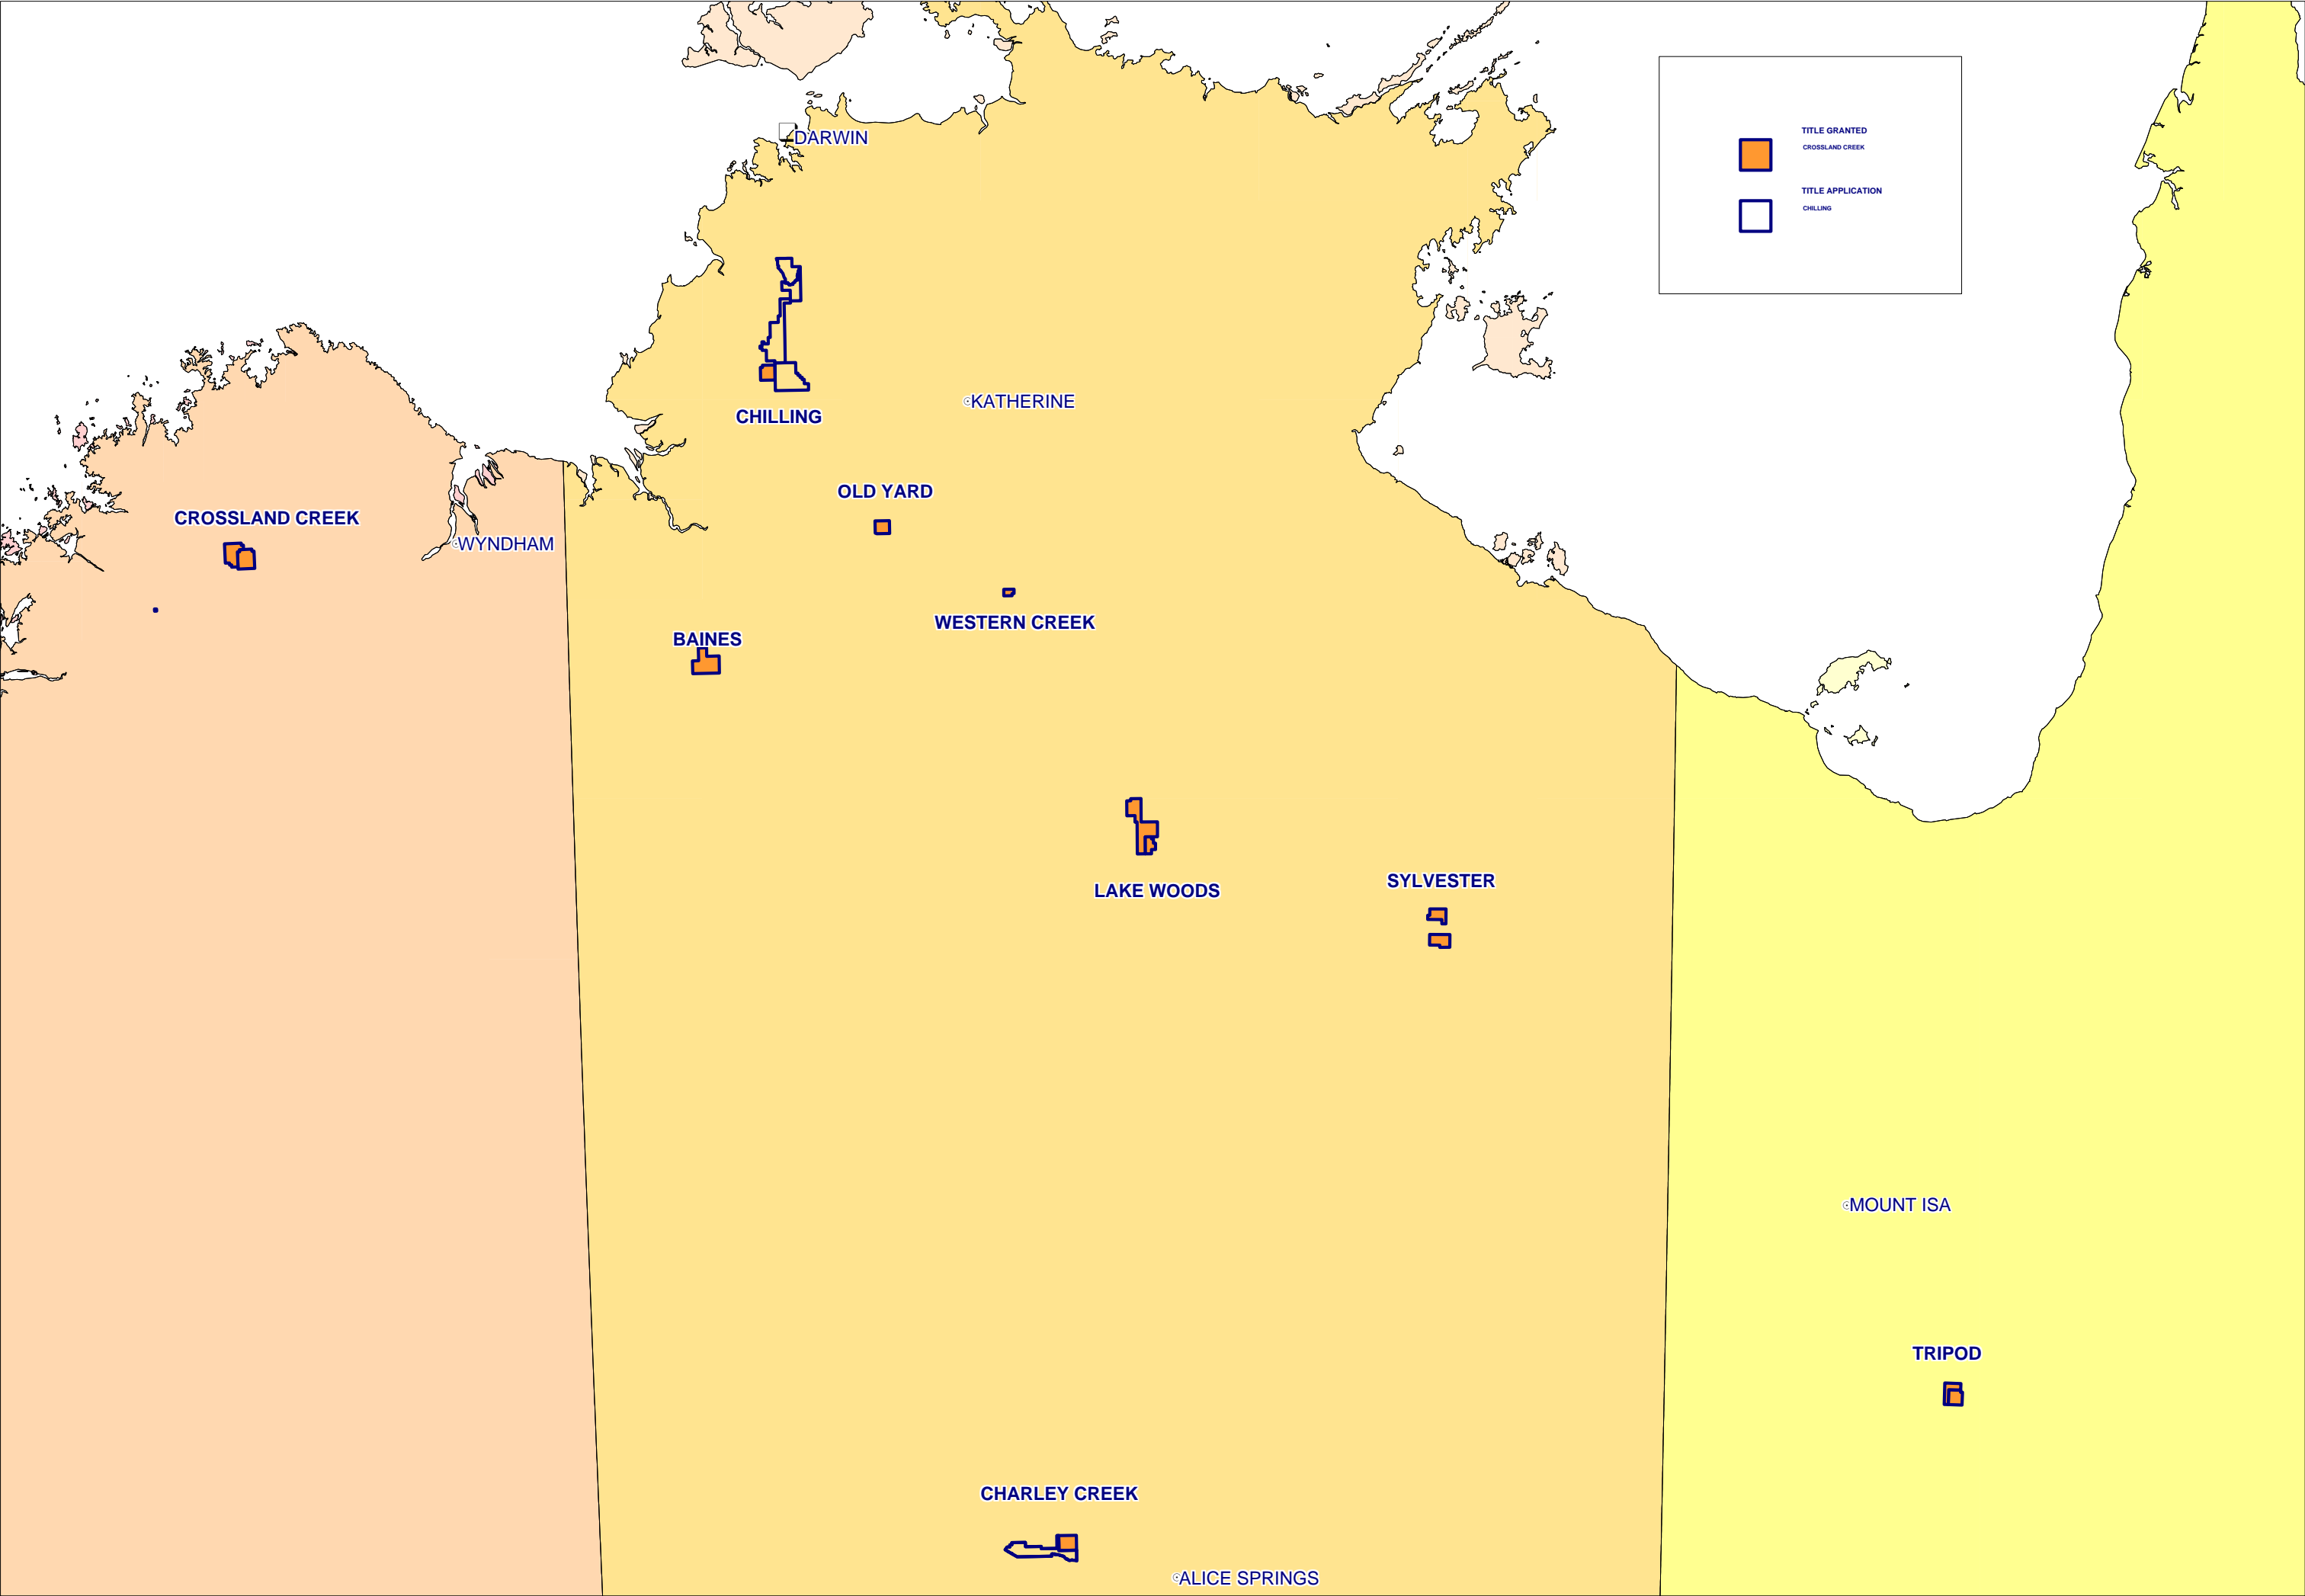 DARWIN
TITLE GRANTED
CROSSLAND CREEK
TITLE APPLICATION
CHILLING
KATHERINE
CHILLING
OLD YARD
CROSSLAND CREEK
WYNDHAM
WESTERN CREEK
BAINES
SYLVESTER
LAKE WOODS
MOUNT ISA
TRIPOD
CHARLEY CREEK
ALICE SPRINGS